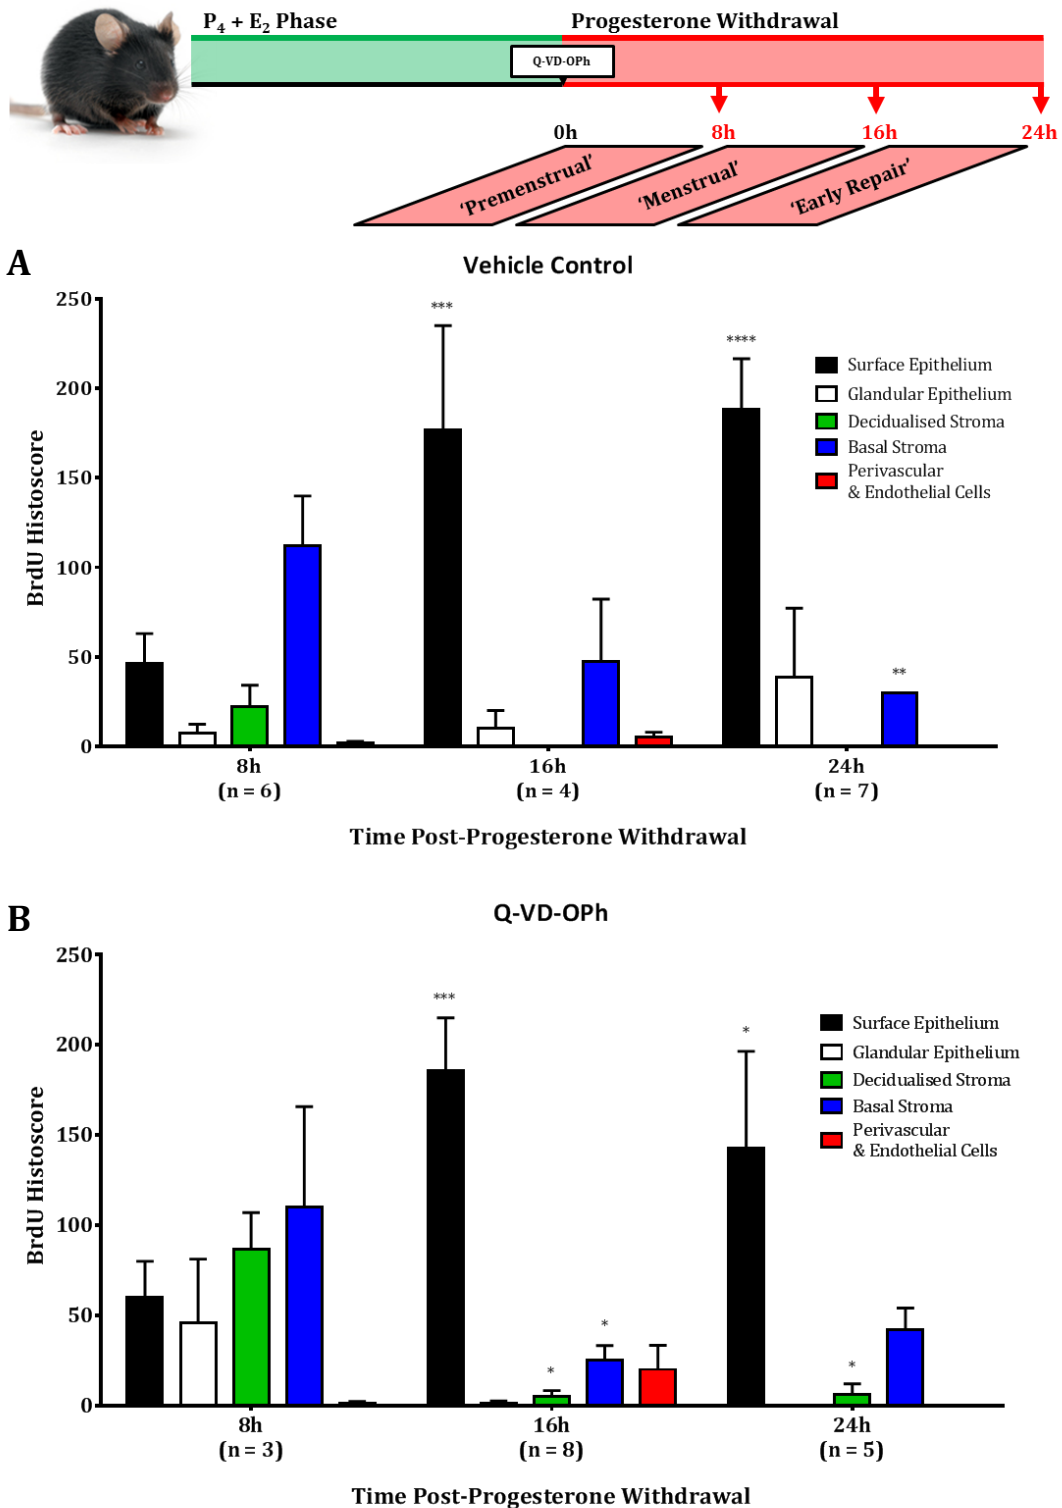 P4 + E2 Phase
Progesterone Withdrawal
Q-VD-OPh
0h 8h 16h 24h
‘Premenstrual’ ‘Menstrual’ ‘Early Repair’
A
Vehicle Control
250
200
150
100
50
0
BrdU Histoscore
***
****
**
Surface Epithelium
Glandular Epithelium
Decidualised Stroma
Basal Stroma
Perivascular
& Endothelial Cells
8h 16h 24h
(n = 6) (n = 4) (n = 7)
Time Post-Progesterone Withdrawal
B
Q-VD-OPh
250
200
150
100
50
0
BrdU Histoscore
***
*
*
*
*
Surface Epithelium
Glandular Epithelium
Decidualised Stroma
Basal Stroma
Perivascular
& Endothelial Cells
8h 16h 24h
(n = 3) (n = 8) (n = 5)
Time Post-Progesterone Withdrawal